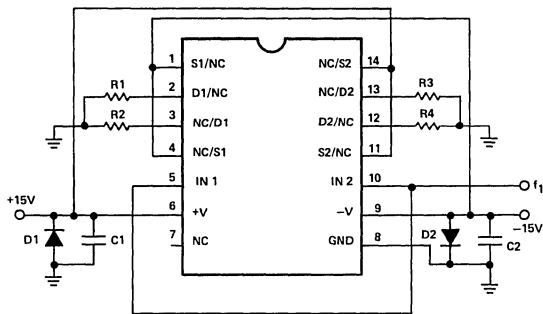 1 S1/NC NC/S2 14
R1 2 D1/NC NC/D2 13 R3
R2 3 NC/D1 D2/NC 12 R4
4 NC/S1 S2/NC 11
5 IN 1 IN 2 10 f1
+15V 6 +V −V 9 −15V
D1 C1 7 NC GND 8 D2 C2